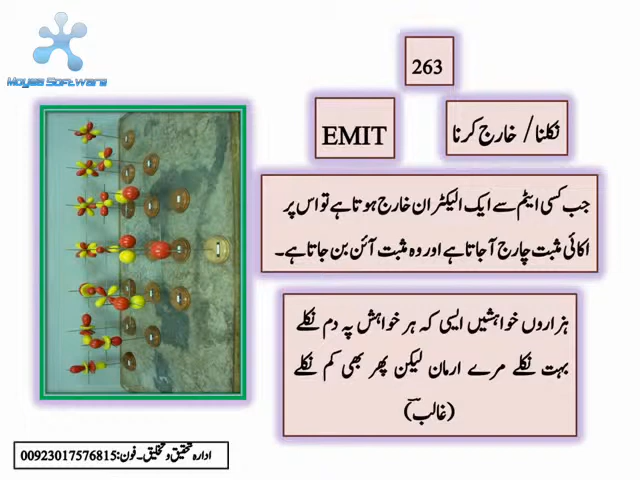 Moyes Software
263
EMIT
نکلنا/ خارج کرنا
جب کسی ایٹم سے ایک الیکٹران خارج ہوتا ہے تو اس پر
اکائی مثبت چارج آجاتا ہے اور وہ مثبت آئن بن جاتا ہے۔
ہزاروں خواہشیں ایسی کہ ہر خواہش پہ دم نکلے
بہت نکلے مرے ارمان لیکن پھر بھی کم نکلے
(غالبؔ)
ادارہ تحقیق و تخلیق۔ فون:00923017576815